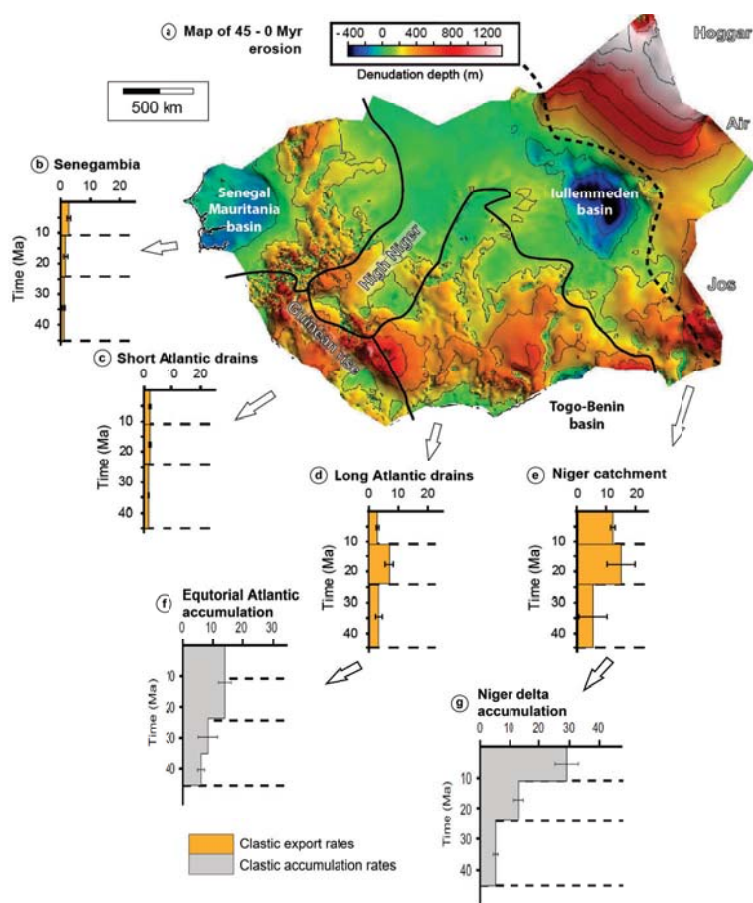 a Map of 45 - 0 Myr
erosion
-400 0 400 800 1200
Denudation depth (m)
Hoggar
500 km
Air
b Senegambia
0 10 20
Senegal
Mauritania
basin
Iullemmeden
basin
10
20
30
40
Time (Ma)
High Niger
Jos
Guinean rise
c Short Atlantic drains
0 10 20
Togo-Benin
basin
10
20
30
40
Time (Ma)
d Long Atlantic drains
0 10 20
e Niger catchment
0 10 20
10
20
30
40
Time (Ma)
10
20
30
40
Time (Ma)
f Equtorial Atlantic
accumulation
0 10 20 30
10
20
30
40
Time (Ma)
g Niger delta
accumulation
0 10 20 30 40
10
20
30
40
Time (Ma)
Clastic export rates
Clastic accumulation rates